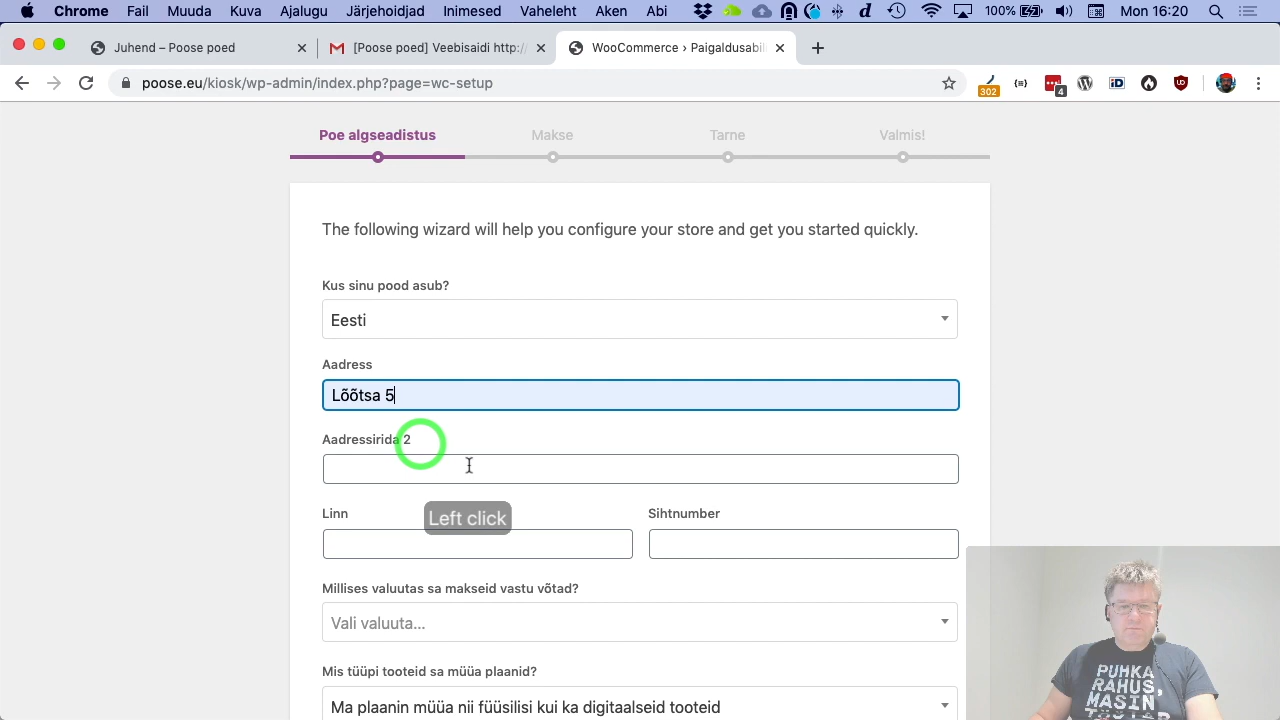 Chrome Fail Muuda Kuva Ajalugu Järjehoidjad Inimesed Vaheleht Aken Abi 100% Mon 16:20
Juhend – Poose poed
[Poose poed] Veebisaidi http:/
WooCommerce › Paigaldusabil
poose.eu/kiosk/wp-admin/index.php?page=wc-setup
302
4
Poe algseadistus
Makse
Tarne
Valmis!
The following wizard will help you configure your store and get you started quickly.
Kus sinu pood asub?
Eesti
Aadress
Lõõtsa 5
Aadressirida 2
Left click
Linn
Sihtnumber
Millises valuutas sa makseid vastu võtad?
Vali valuuta...
Mis tüüpi tooteid sa müüa plaanid?
Ma plaanin müüa nii füüsilisi kui ka digitaalseid tooteid
PUHKA
RAHUS,
MASIN